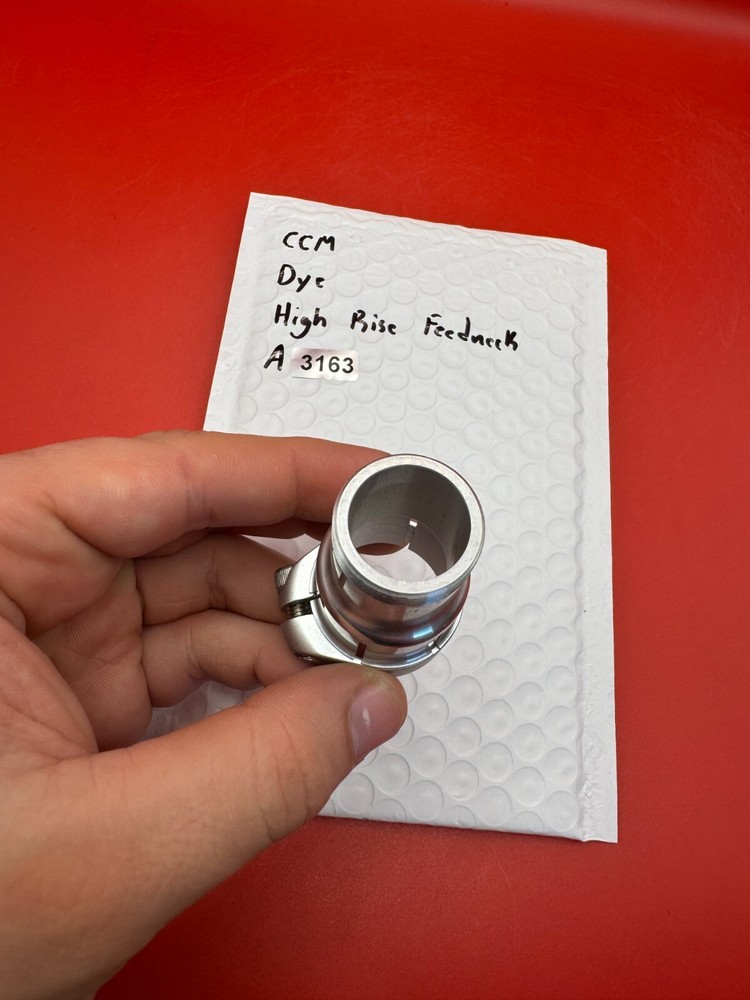 CCM
Dye
High Rise Feedneck
A 3163